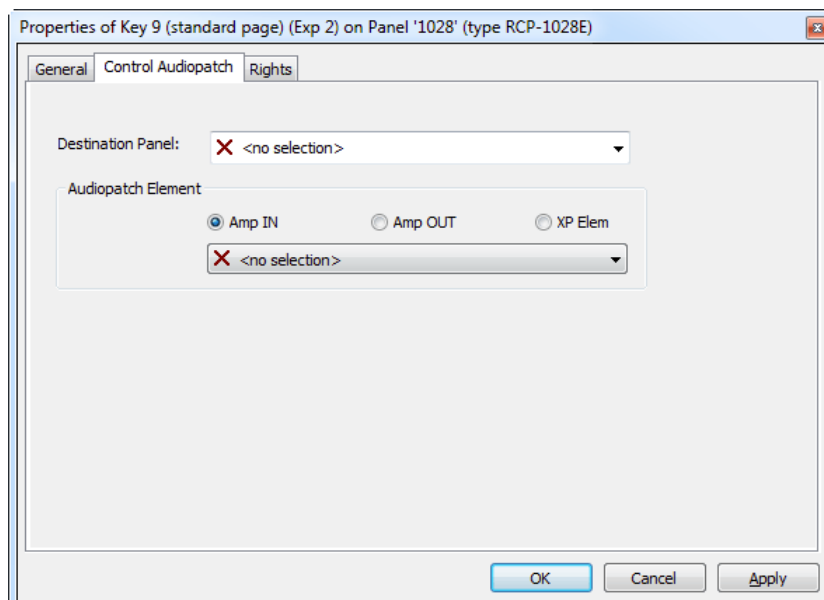 Properties of Key 9 (standard page) (Exp 2) on Panel '1028' (type RCP-1028E)
General Control Audiopatch Rights
Destination Panel: <no selection>
Audiopatch Element
Amp IN Amp OUT XP Elem
<no selection>
OK Cancel Apply